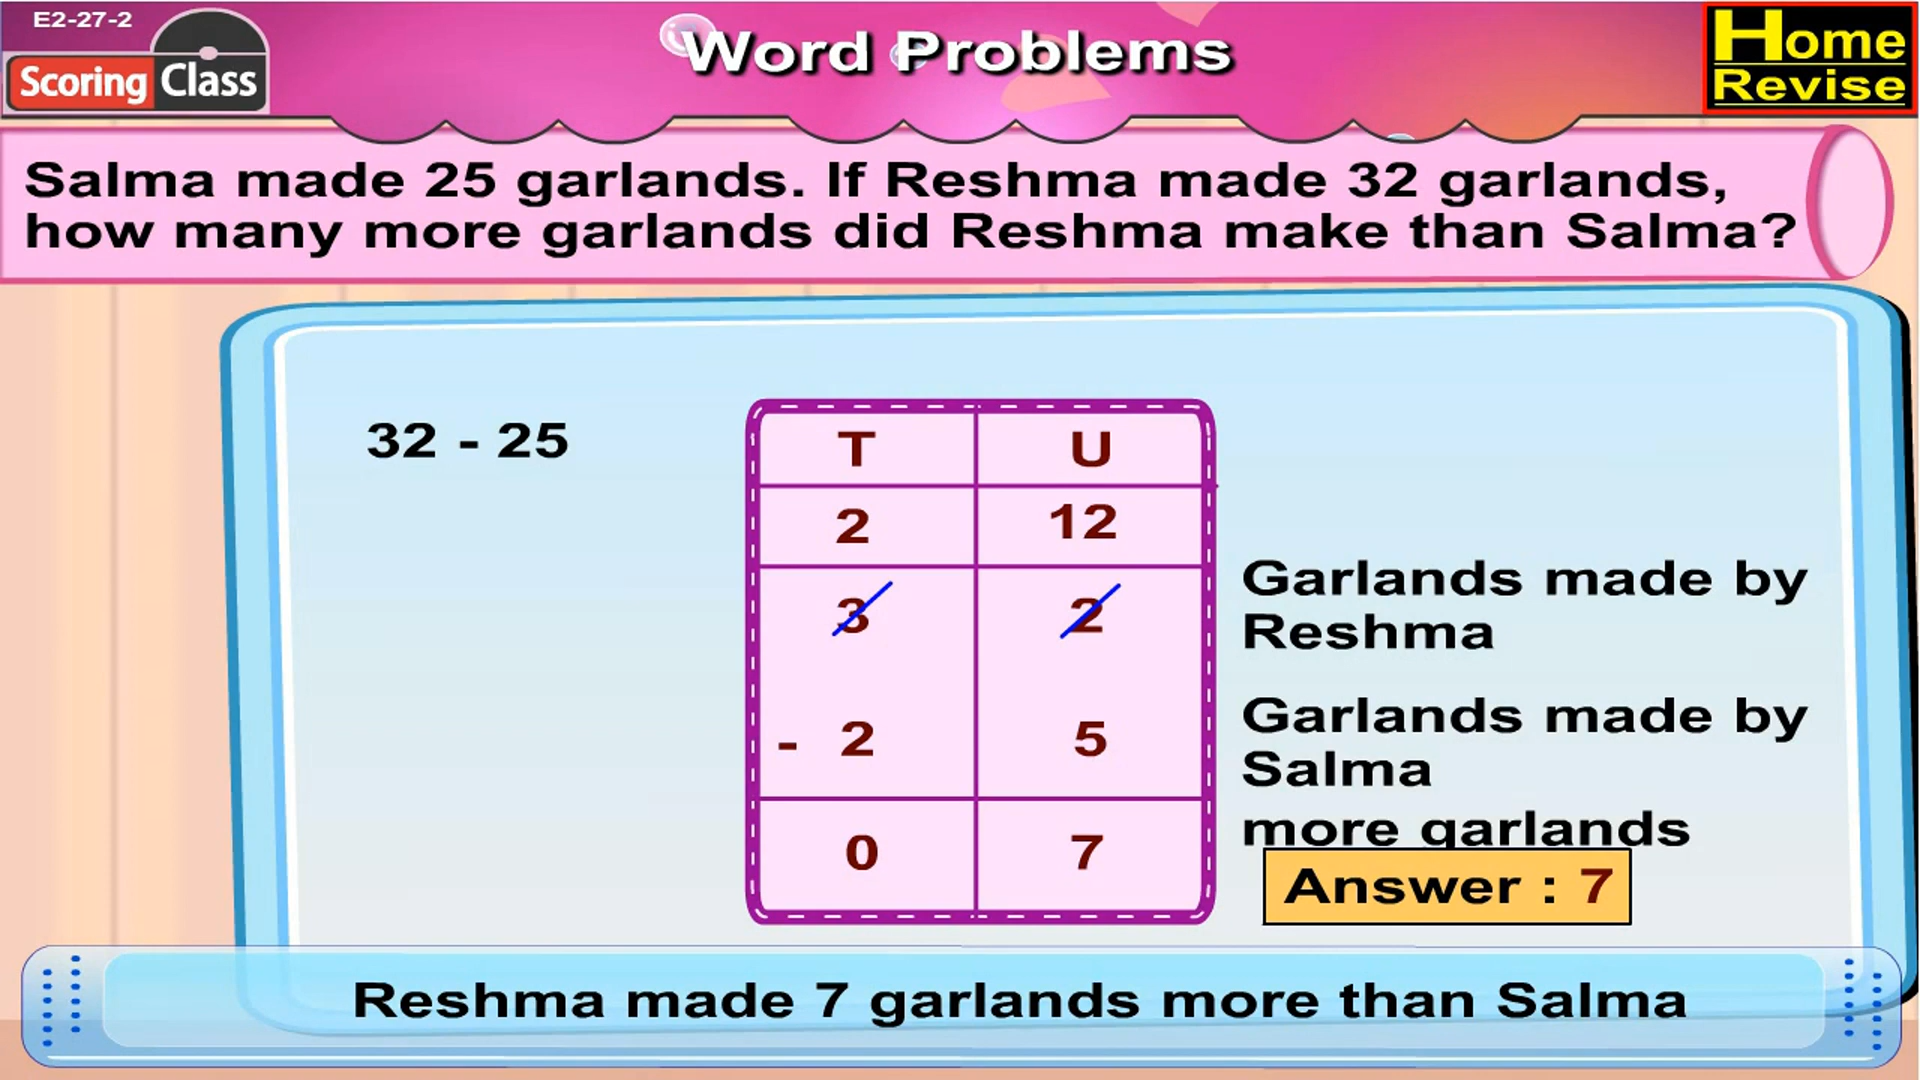 E2-27-2
Scoring Class
Word Problems
Home
Revise
Salma made 25 garlands. If Reshma made 32 garlands,
how many more garlands did Reshma make than Salma?
32 - 25
T U
2 12
3 2
Garlands made by
Reshma
- 2 5
Garlands made by
Salma
0 7
more garlands
Answer : 7
Reshma made 7 garlands more than Salma